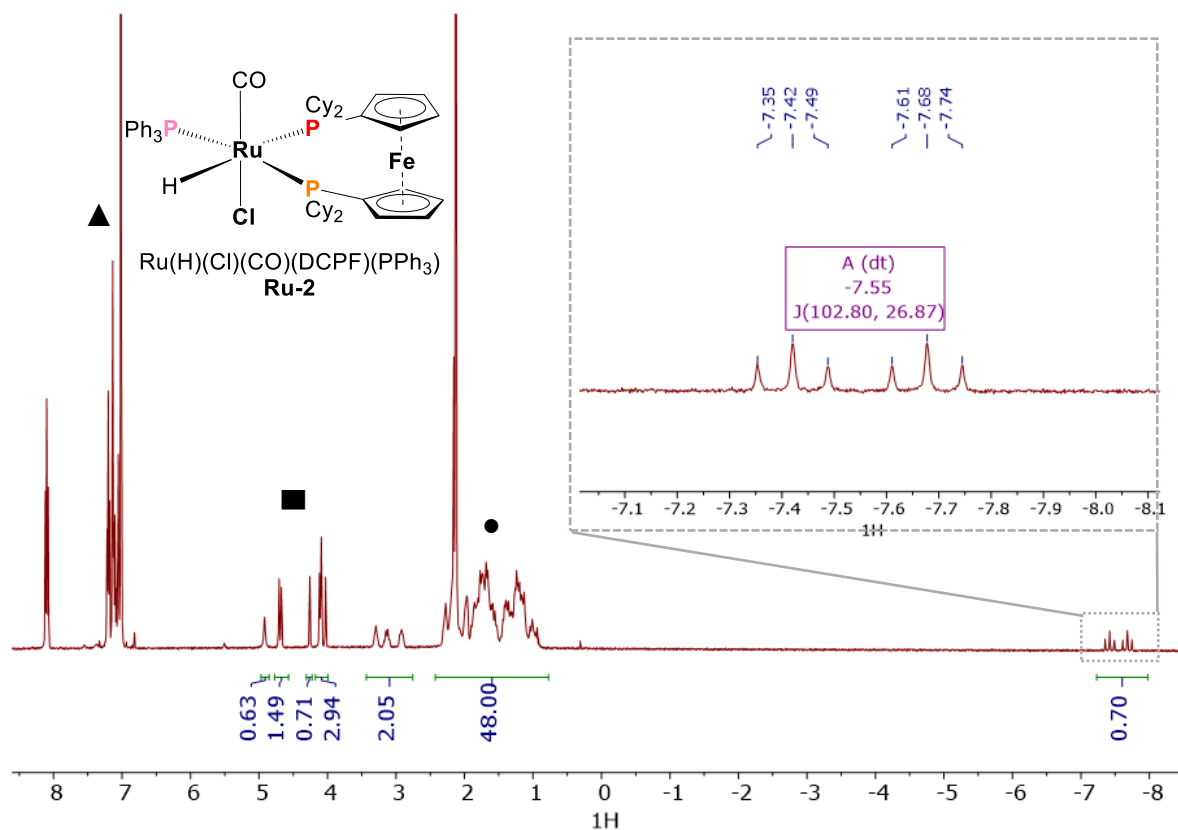 CO
Cy2
Ph3P
P
Ru
Fe
H
P
Cl
Cy2
Ru(H)(Cl)(CO)(DCPF)(PPh3)
Ru-2
-7.35
-7.42
-7.49
-7.61
-7.68
-7.74
A (dt)
-7.55
J(102.80, 26.87)
-7.1 -7.2 -7.3 -7.4 -7.5 -7.6 -7.7 -7.8 -7.9 -8.0 -8.1
1H
0.63
1.49
0.71
2.94
2.05
48.00
0.70
8 7 6 5 4 3 2 1 0 -1 -2 -3 -4 -5 -6 -7 -8
1H